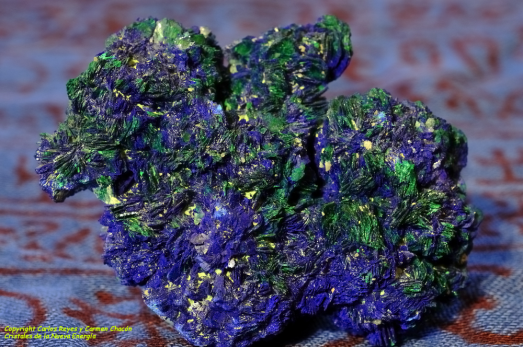 Copyright Carlos Reyes y Carmen Chacón
Cristales de la Nueva Energía